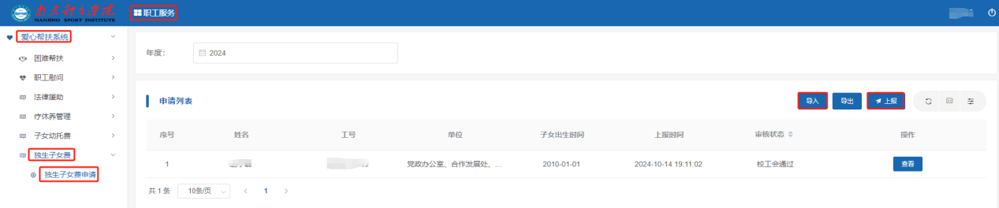 南京体育学院
NANJING SPORT INSTITUTE
职工服务
爱心帮扶系统
困难帮扶
职工慰问
法律援助
疗休养管理
子女幼托费
独生子女费
独生子女费申请
年度：
2024
申请列表
导入
导出
上报
序号 姓名 工号 单位 子女出生时间 上报时间 审核状态 操作
1 党政办公室、合作发展处、... 2010-01-01 2024-10-14 19:11:02 校工会通过 查看
共 1 条 10条/页 1